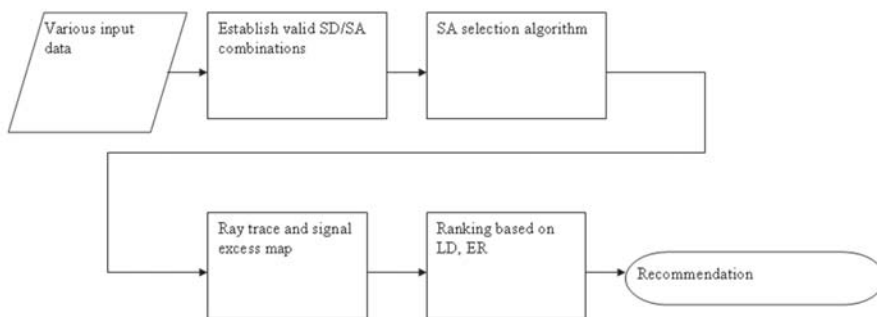 Various input
data
Establish valid SD/SA
combinations
SA selection algorithm
Ray trace and signal
excess map
Ranking based on
LD, ER
Recommendation